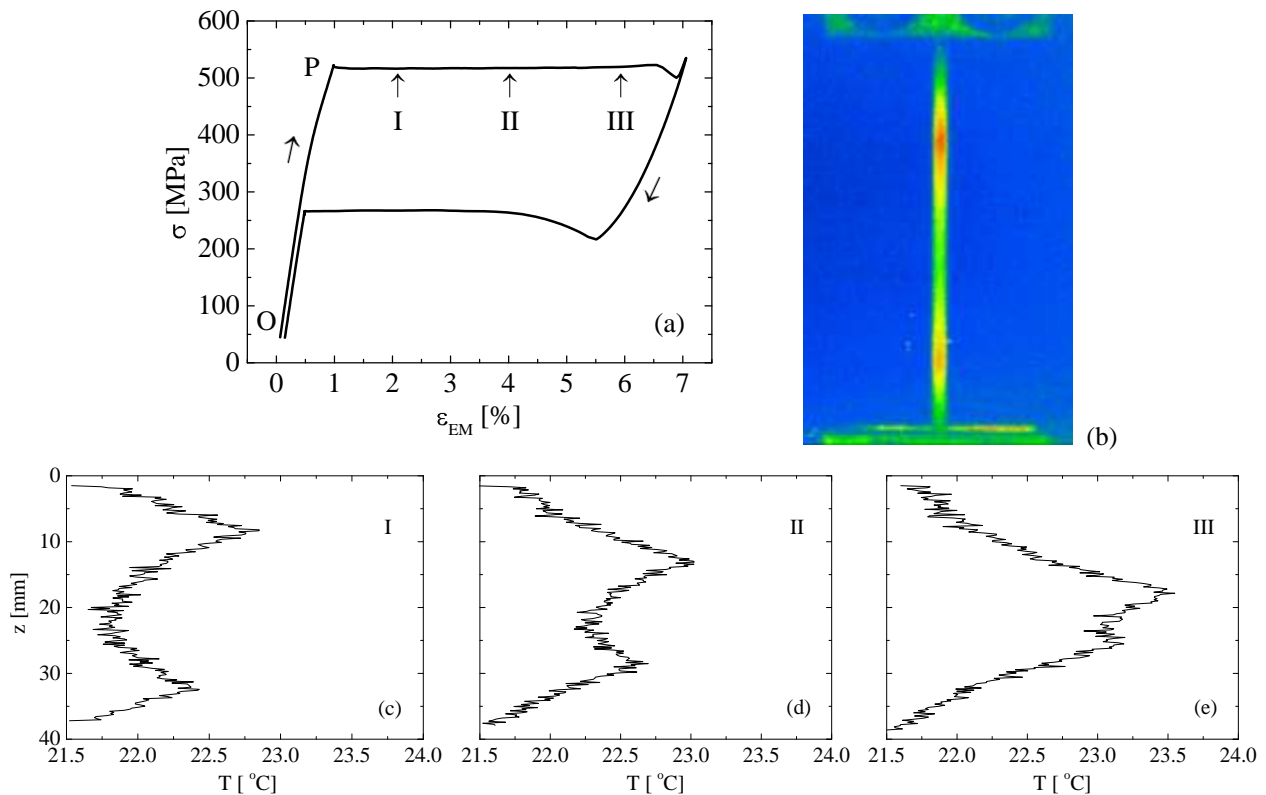 600
500
400
300
200
100
0
σ [MPa]
P
O
I
II
III
(a)
0 1 2 3 4 5 6 7
ε_EM [%]
(b)
0
10
20
30
40
z [mm]
I
(c)
21.5 22.0 22.5 23.0 23.5 24.0
T [ °C]
II
(d)
21.5 22.0 22.5 23.0 23.5 24.0
T [ °C]
III
(e)
21.5 22.0 22.5 23.0 23.5 24.0
T [ °C]